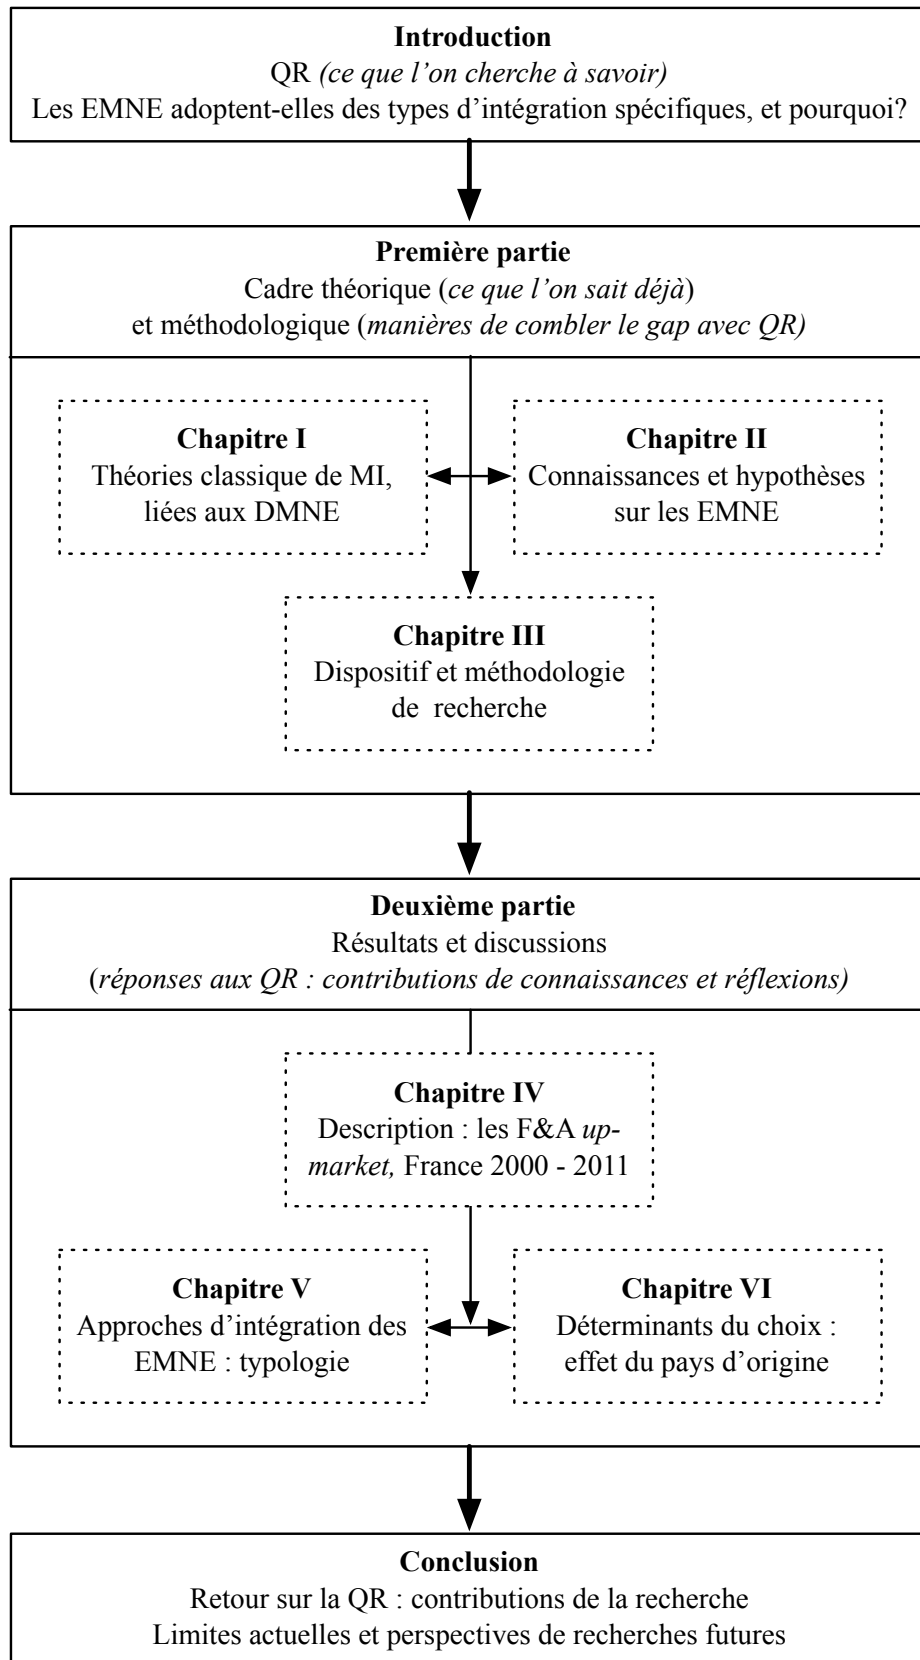 Introduction
QR (ce que l’on cherche à savoir)
Les EMNE adoptent-elles des types d’intégration spécifiques, et pourquoi?
Première partie
Cadre théorique (ce que l’on sait déjà)
et méthodologique (manières de combler le gap avec QR)
Chapitre I
Théories classique de MI,
liées aux DMNE
Chapitre II
Connaissances et hypothèses
sur les EMNE
Chapitre III
Dispositif et méthodologie
de recherche
Deuxième partie
Résultats et discussions
(réponses aux QR : contributions de connaissances et réflexions)
Chapitre IV
Description : les F&A up-
market, France 2000 - 2011
Chapitre V
Approches d’intégration des
EMNE : typologie
Chapitre VI
Déterminants du choix :
effet du pays d’origine
Conclusion
Retour sur la QR : contributions de la recherche
Limites actuelles et perspectives de recherches futures